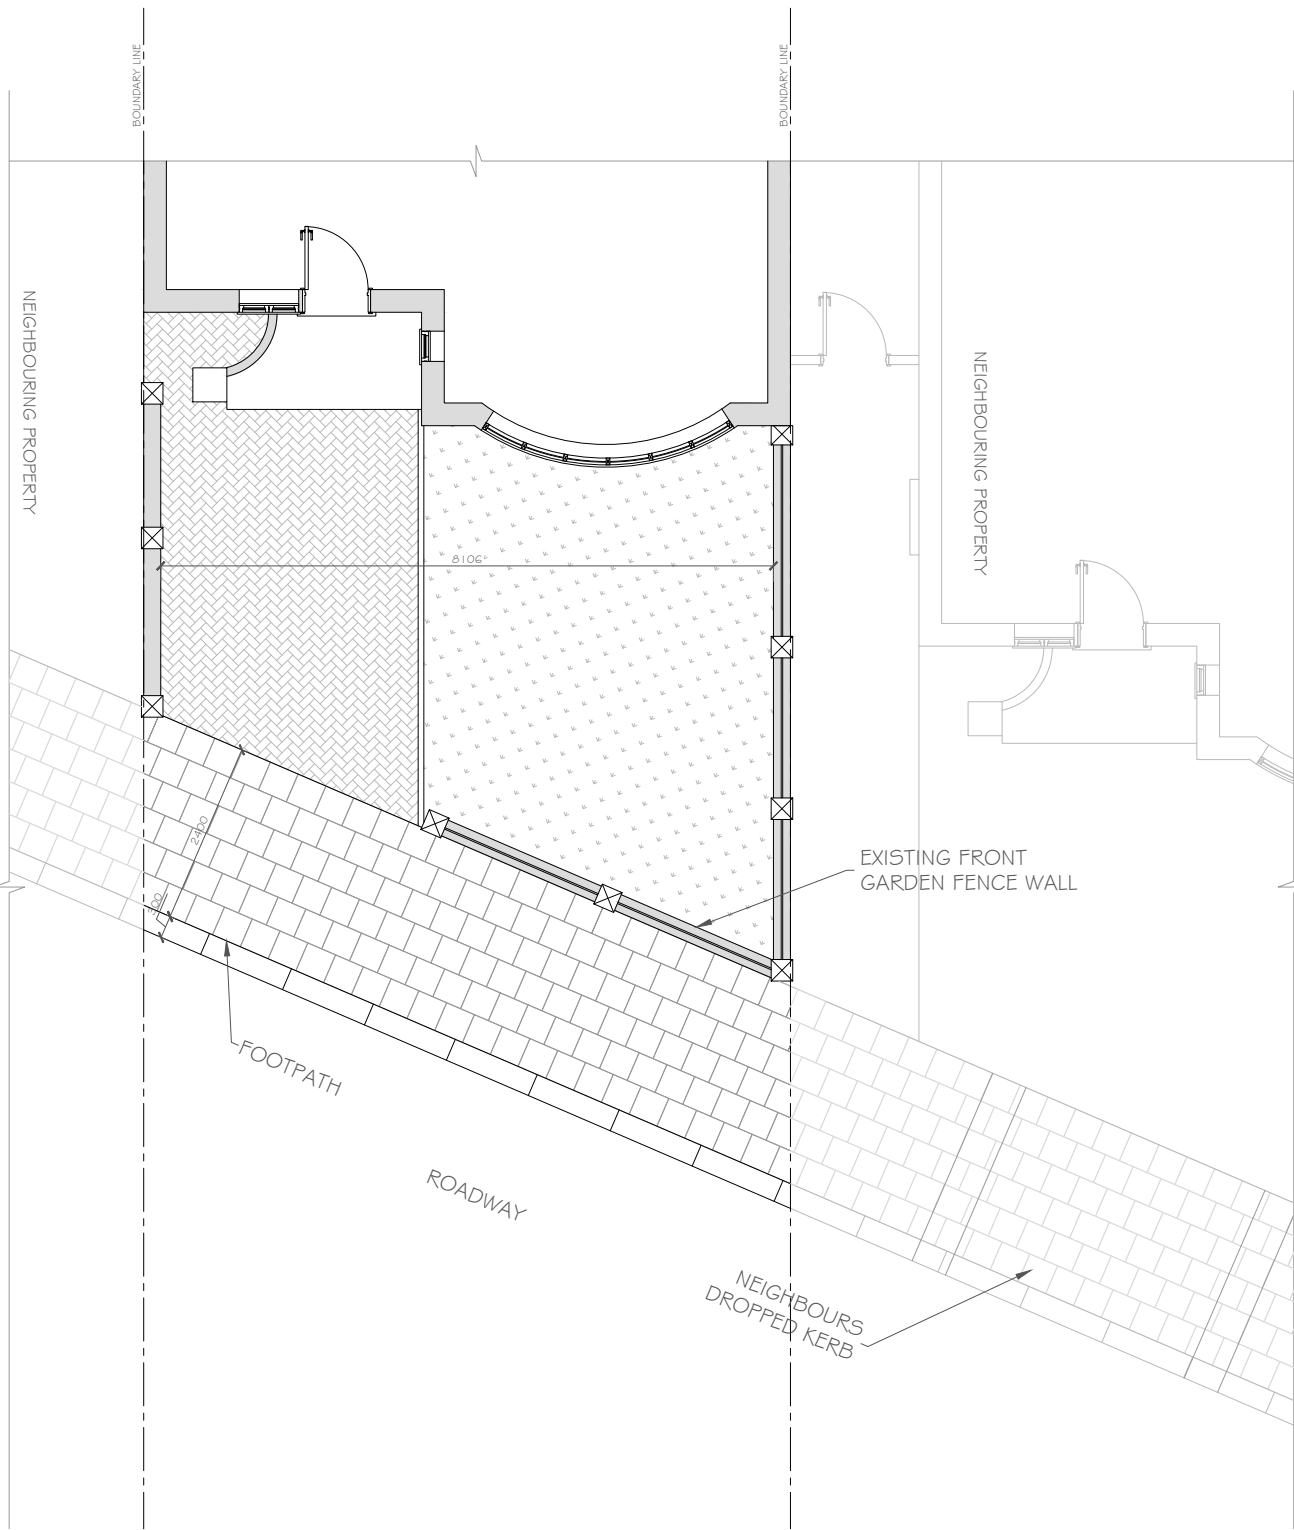 BOUNDARY LINE
BOUNDARY LINE
NEIGHBOURING PROPERTY
NEIGHBOURING PROPERTY
8106
2400
300
EXISTING FRONT
GARDEN FENCE WALL
FOOTPATH
ROADWAY
NEIGHBOURS
DROPPED KERB